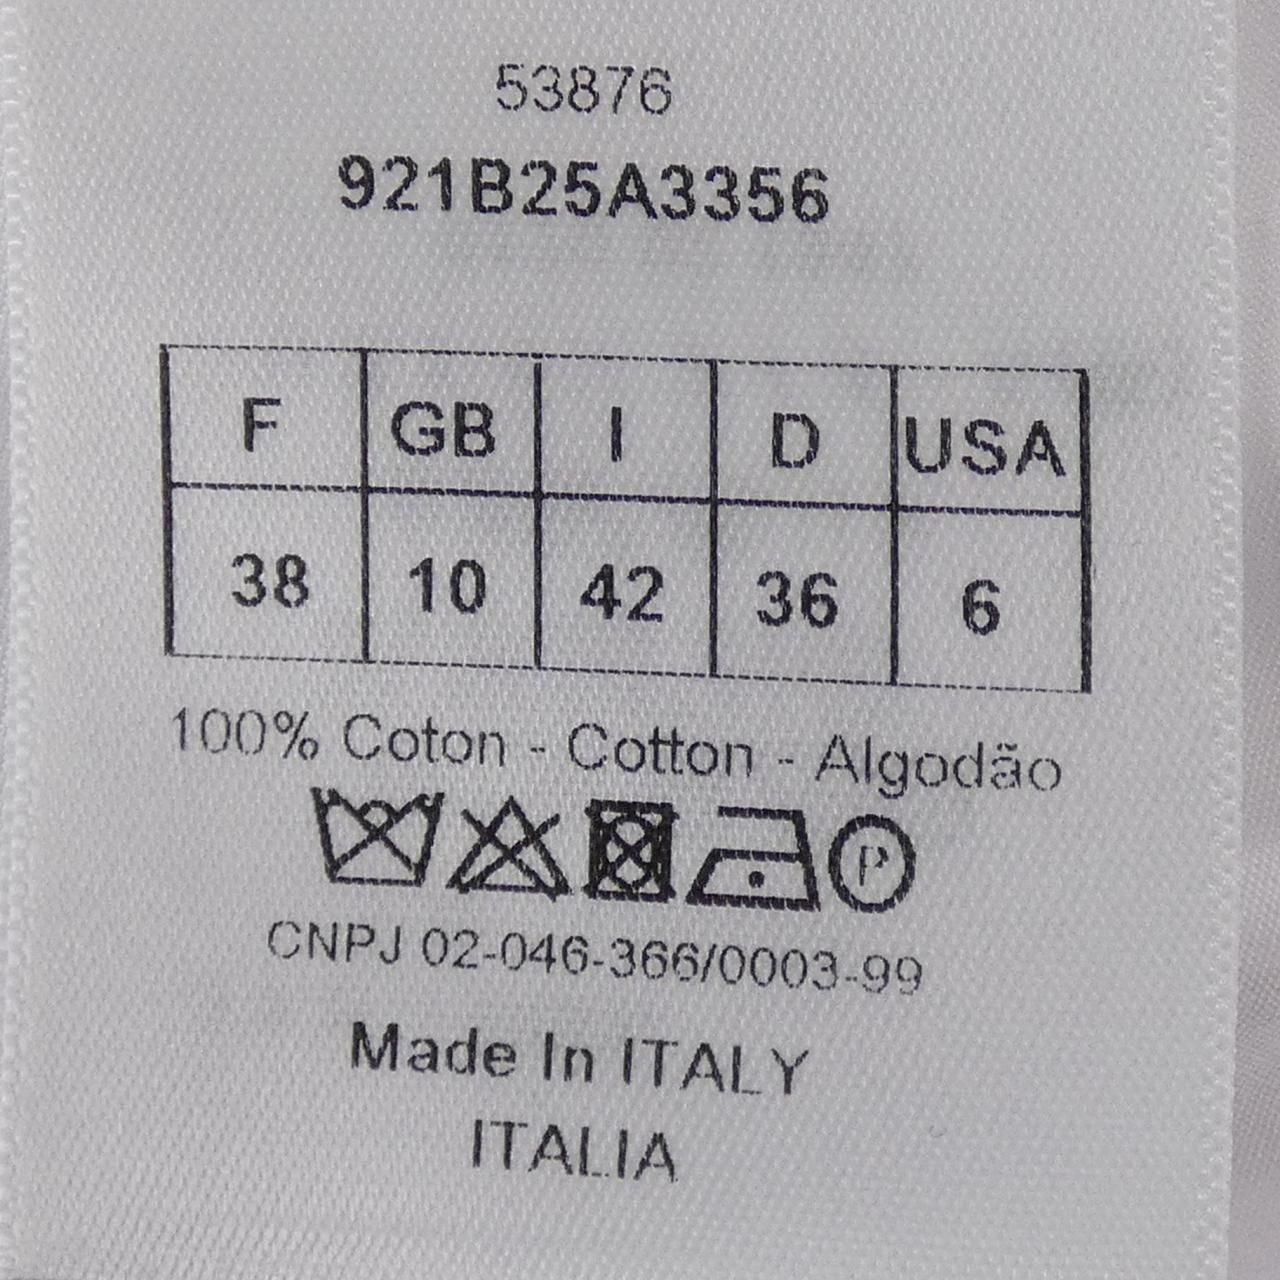 53876
921B25A3356
F GB I D USA
38 10 42 36 6
100% Coton - Cotton - Algodão
P
CNPJ 02-046-366/0003-99
Made In ITALY
ITALIA